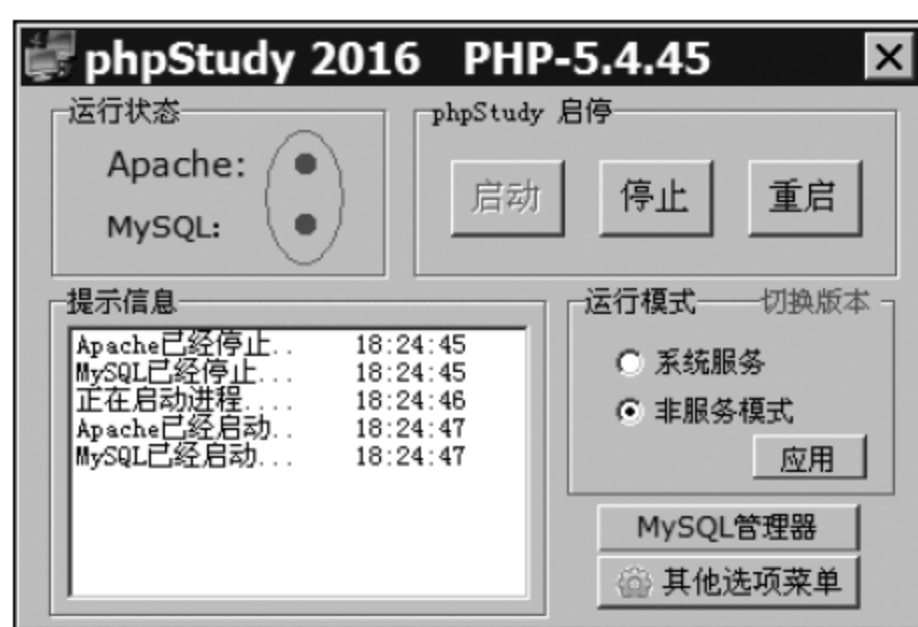 phpStudy 2016 PHP-5.4.45
运行状态
Apache:
MySQL:
phpStudy 启停
启动 停止 重启
提示信息
Apache已经停止.. 18:24:45
MySQL已经停止... 18:24:45
正在启动进程.... 18:24:46
Apache已经启动.. 18:24:47
MySQL已经启动... 18:24:47
运行模式 切换版本
系统服务
非服务模式
应用
MySQL管理器
其他选项菜单